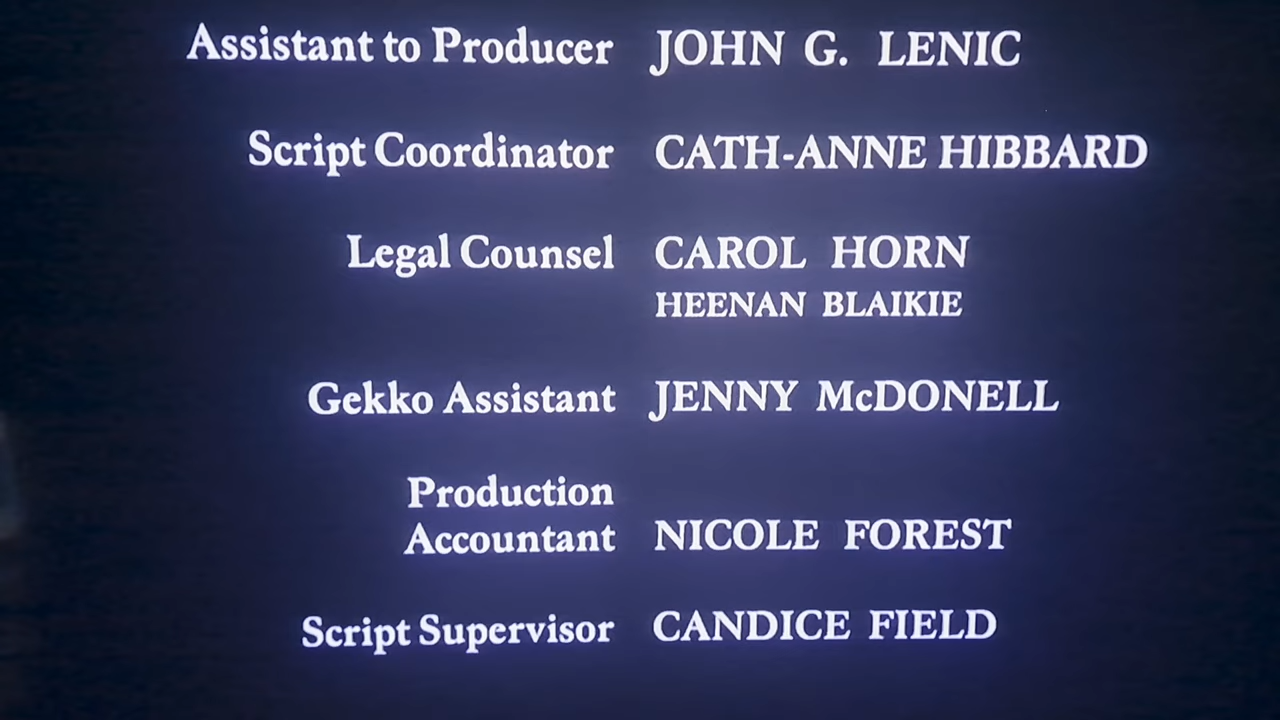 Assistant to Producer JOHN G. LENIC
Script Coordinator CATH-ANNE HIBBARD
Legal Counsel CAROL HORN
HEENAN BLAIKIE
Gekko Assistant JENNY McDONELL
Production
Accountant NICOLE FOREST
Script Supervisor CANDICE FIELD